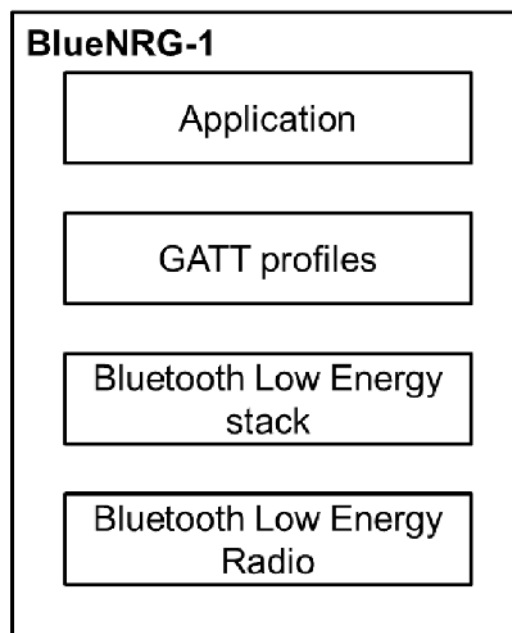 BlueNRG-1
Application
GATT profiles
Bluetooth Low Energy
stack
Bluetooth Low Energy
Radio